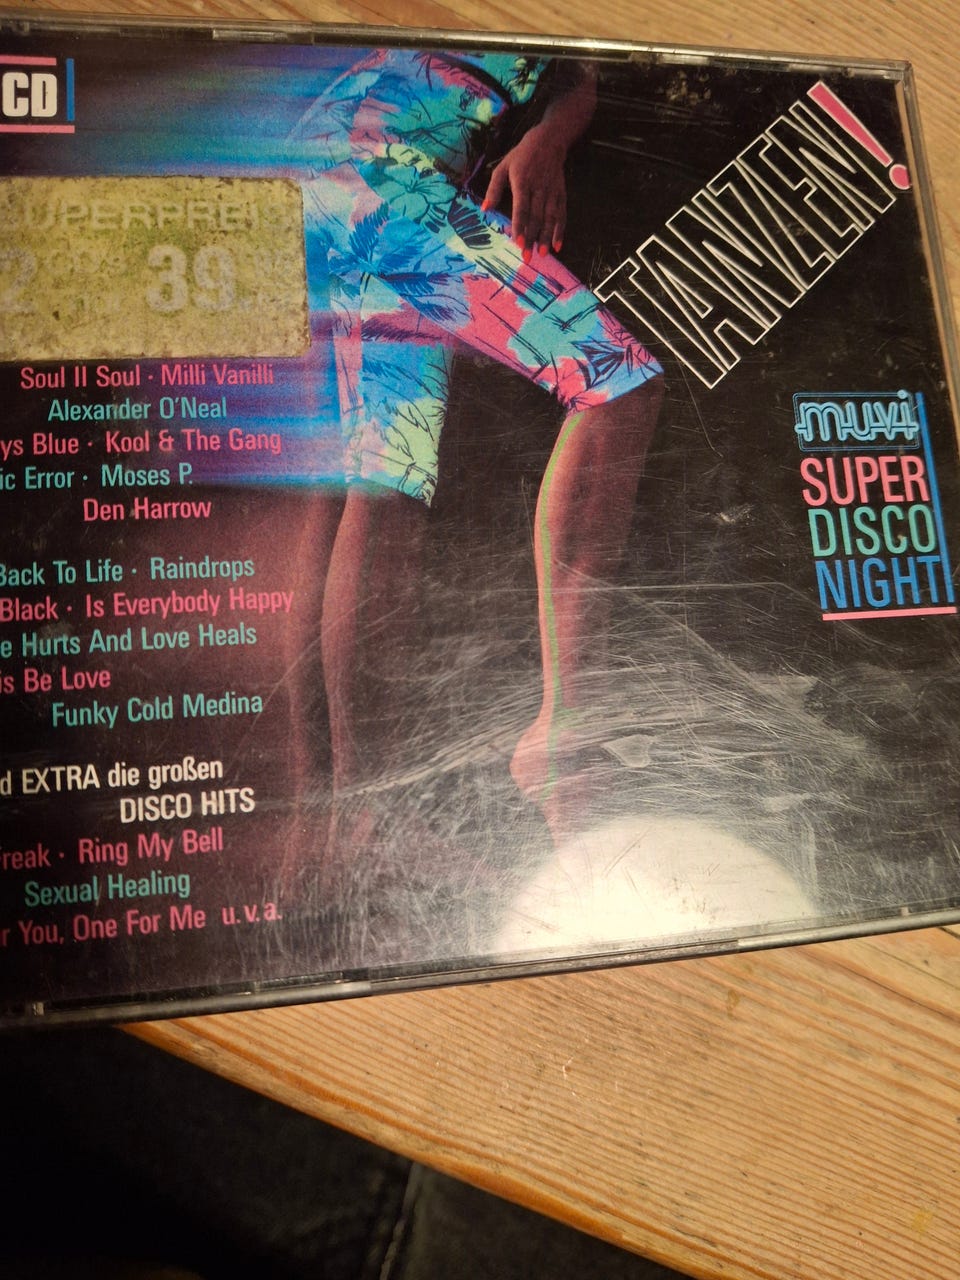 CD
TANZEN!
SUPERPREIS
39
muvi
SUPER
DISCO
NIGHT
Soul II Soul · Milli Vanilli
Alexander O'Neal
ys Blue · Kool & The Gang
ic Error · Moses P.
Den Harrow
Back To Life · Raindrops
Black · Is Everybody Happy
e Hurts And Love Heals
is Be Love
Funky Cold Medina
d EXTRA die großen
DISCO HITS
Freak · Ring My Bell
Sexual Healing
r You, One For Me u.v.a.